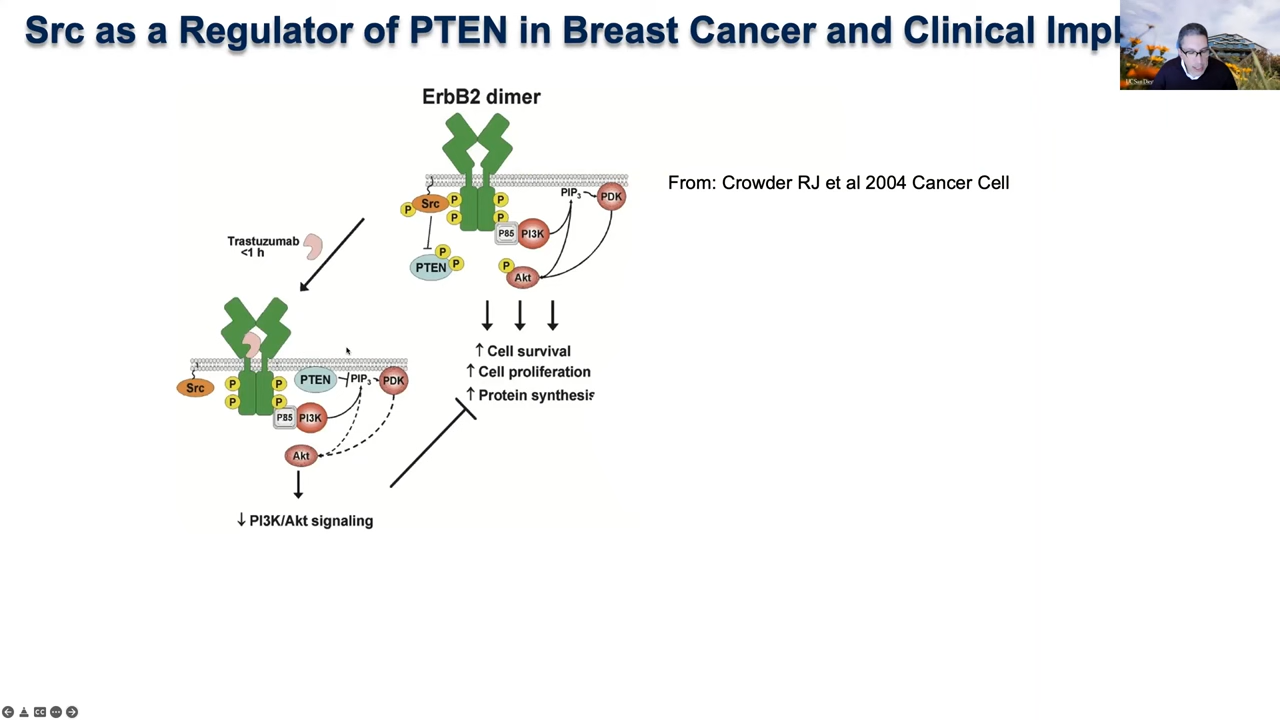 Src as a Regulator of PTEN in Breast Cancer and Clinical Impl
ErbB2 dimer
From: Crowder RJ et al 2004 Cancer Cell
PIP3
PDK
Src
P
P
P
P
P
P85
PI3K
PTEN
P
P
P
Akt
Trastuzumab
<1 h
↑ Cell survival
↑ Cell proliferation
↑ Protein synthesis
Src
P
P
P
P
PTEN
PIP3
PDK
P85
PI3K
Akt
↓ PI3K/Akt signaling